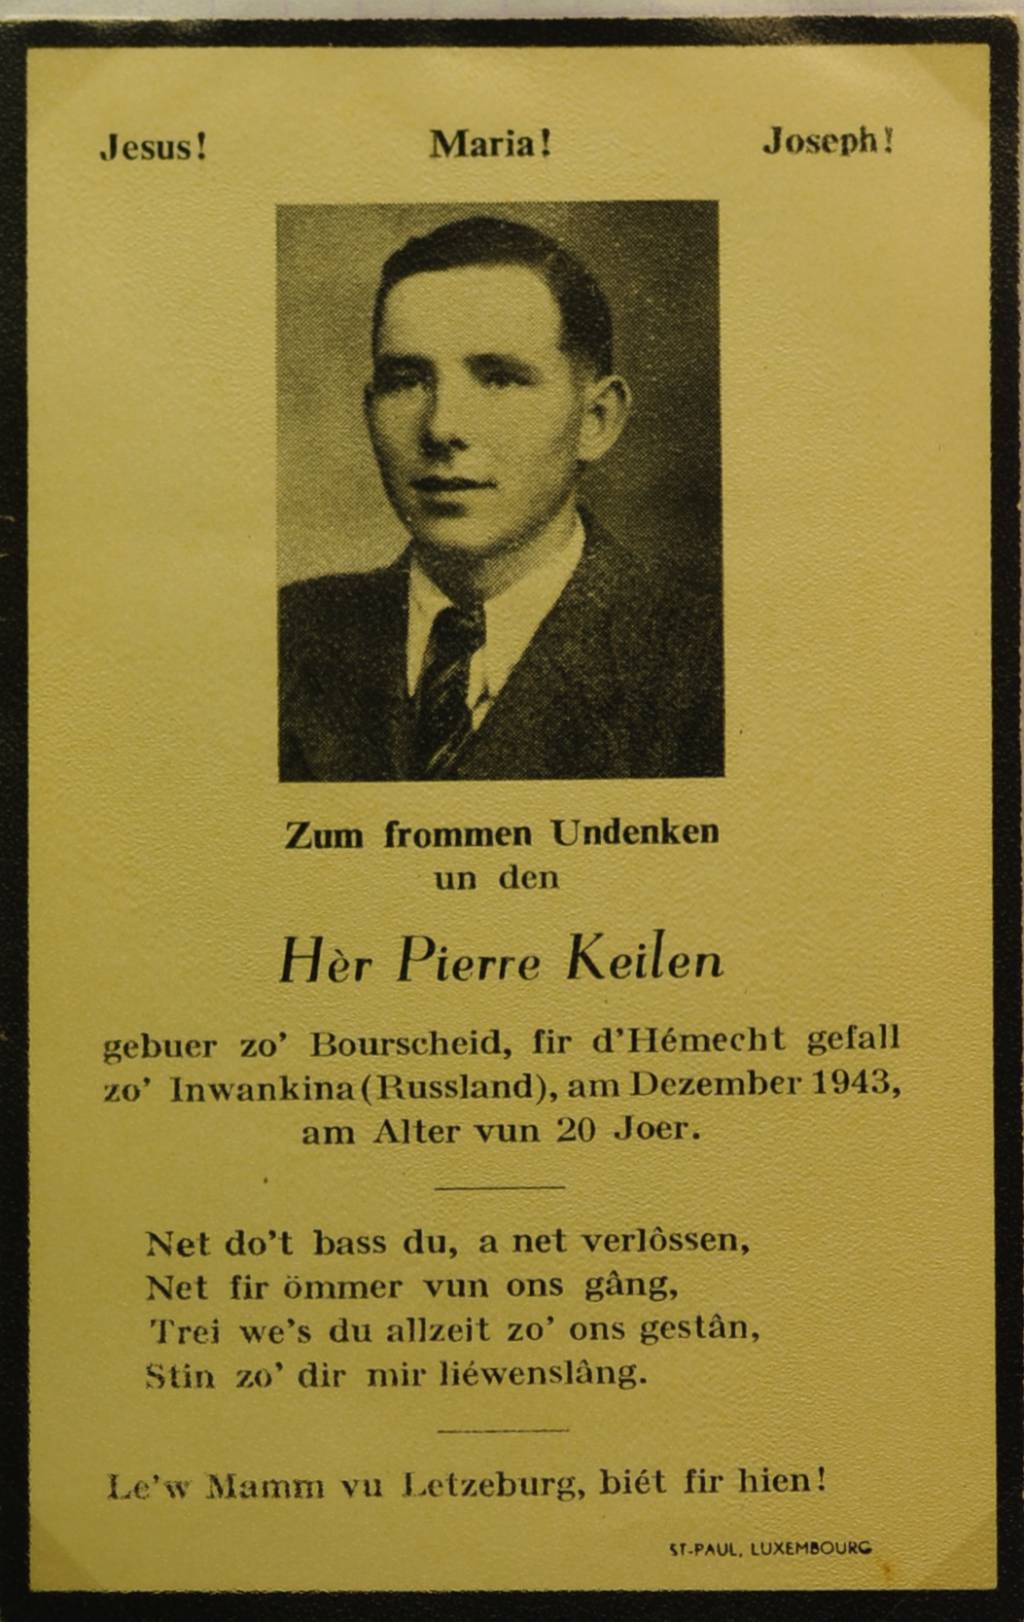 Jesus! Maria! Joseph!
Zum frommen Undenken
un den
Hèr Pierre Keilen
gebuer zo' Bourscheid, fir d'Hémecht gefall
zo' Inwankina (Russland), am Dezember 1943,
am Alter vun 20 Joer.
Net do't bass du, a net verlôssen,
Net fir ömmer vun ons gâng,
Trei we's du allzeit zo' ons gestân,
Stin zo' dir mir liéwenslâng.
Le'w Mamm vu Letzeburg, biét fir hien!
ST-PAUL, LUXEMBOURG